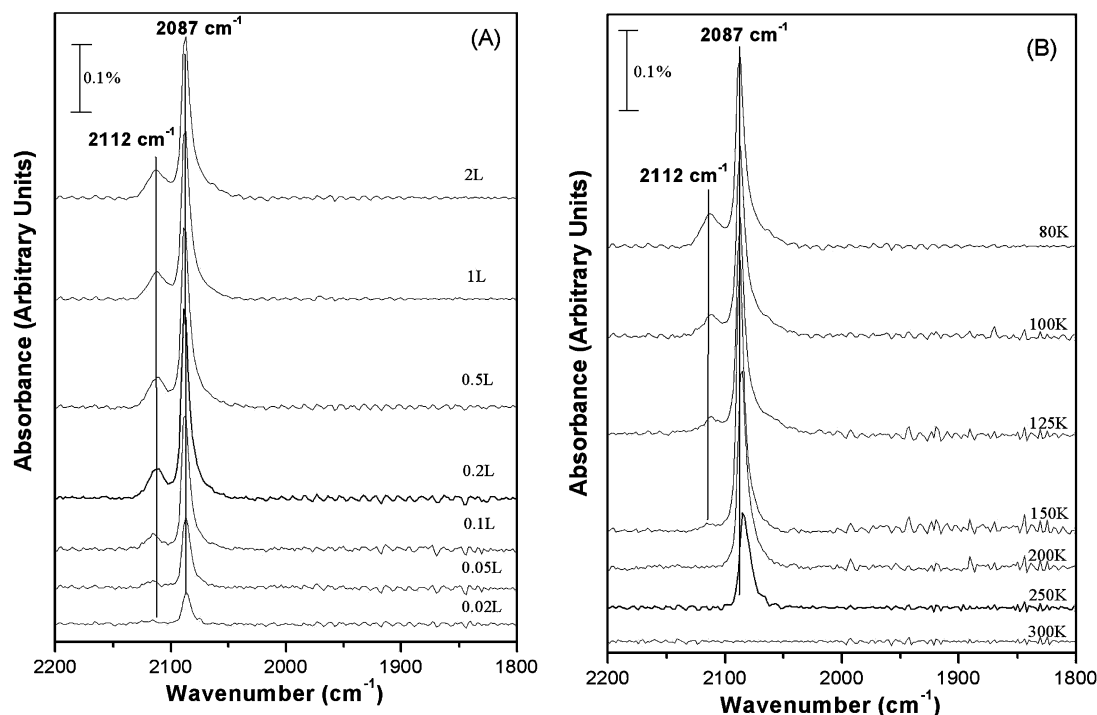 (A)
2087 cm⁻¹
0.1%
2112 cm⁻¹
2L
1L
0.5L
0.2L
0.1L
0.05L
0.02L
Absorbance (Arbitrary Units)
2200 2100 2000 1900 1800
Wavenumber (cm⁻¹)
(B)
2087 cm⁻¹
0.1%
2112 cm⁻¹
80K
100K
125K
150K
200K
250K
300K
Absorbance (Arbitrary Units)
2200 2100 2000 1900 1800
Wavenumber (cm⁻¹)